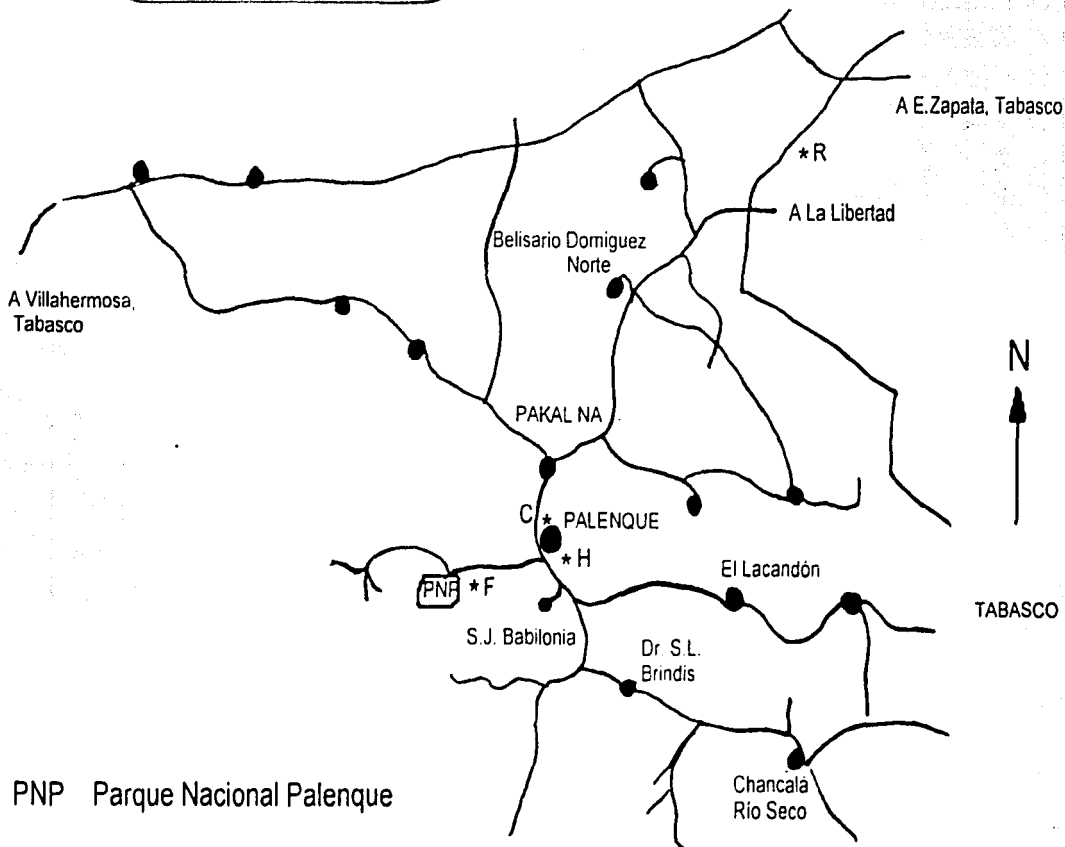 A E.Zapata, Tabasco
*R
A La Libertad
Belisario Domiguez
Norte
A Villahermosa,
Tabasco
N
PAKAL NA
C *
PALENQUE
*H
PNP
*F
El Lacandón
S.J. Babilonia
TABASCO
Dr. S.L.
Brindis
Chancalá
Río Seco
PNP Parque Nacional Palenque